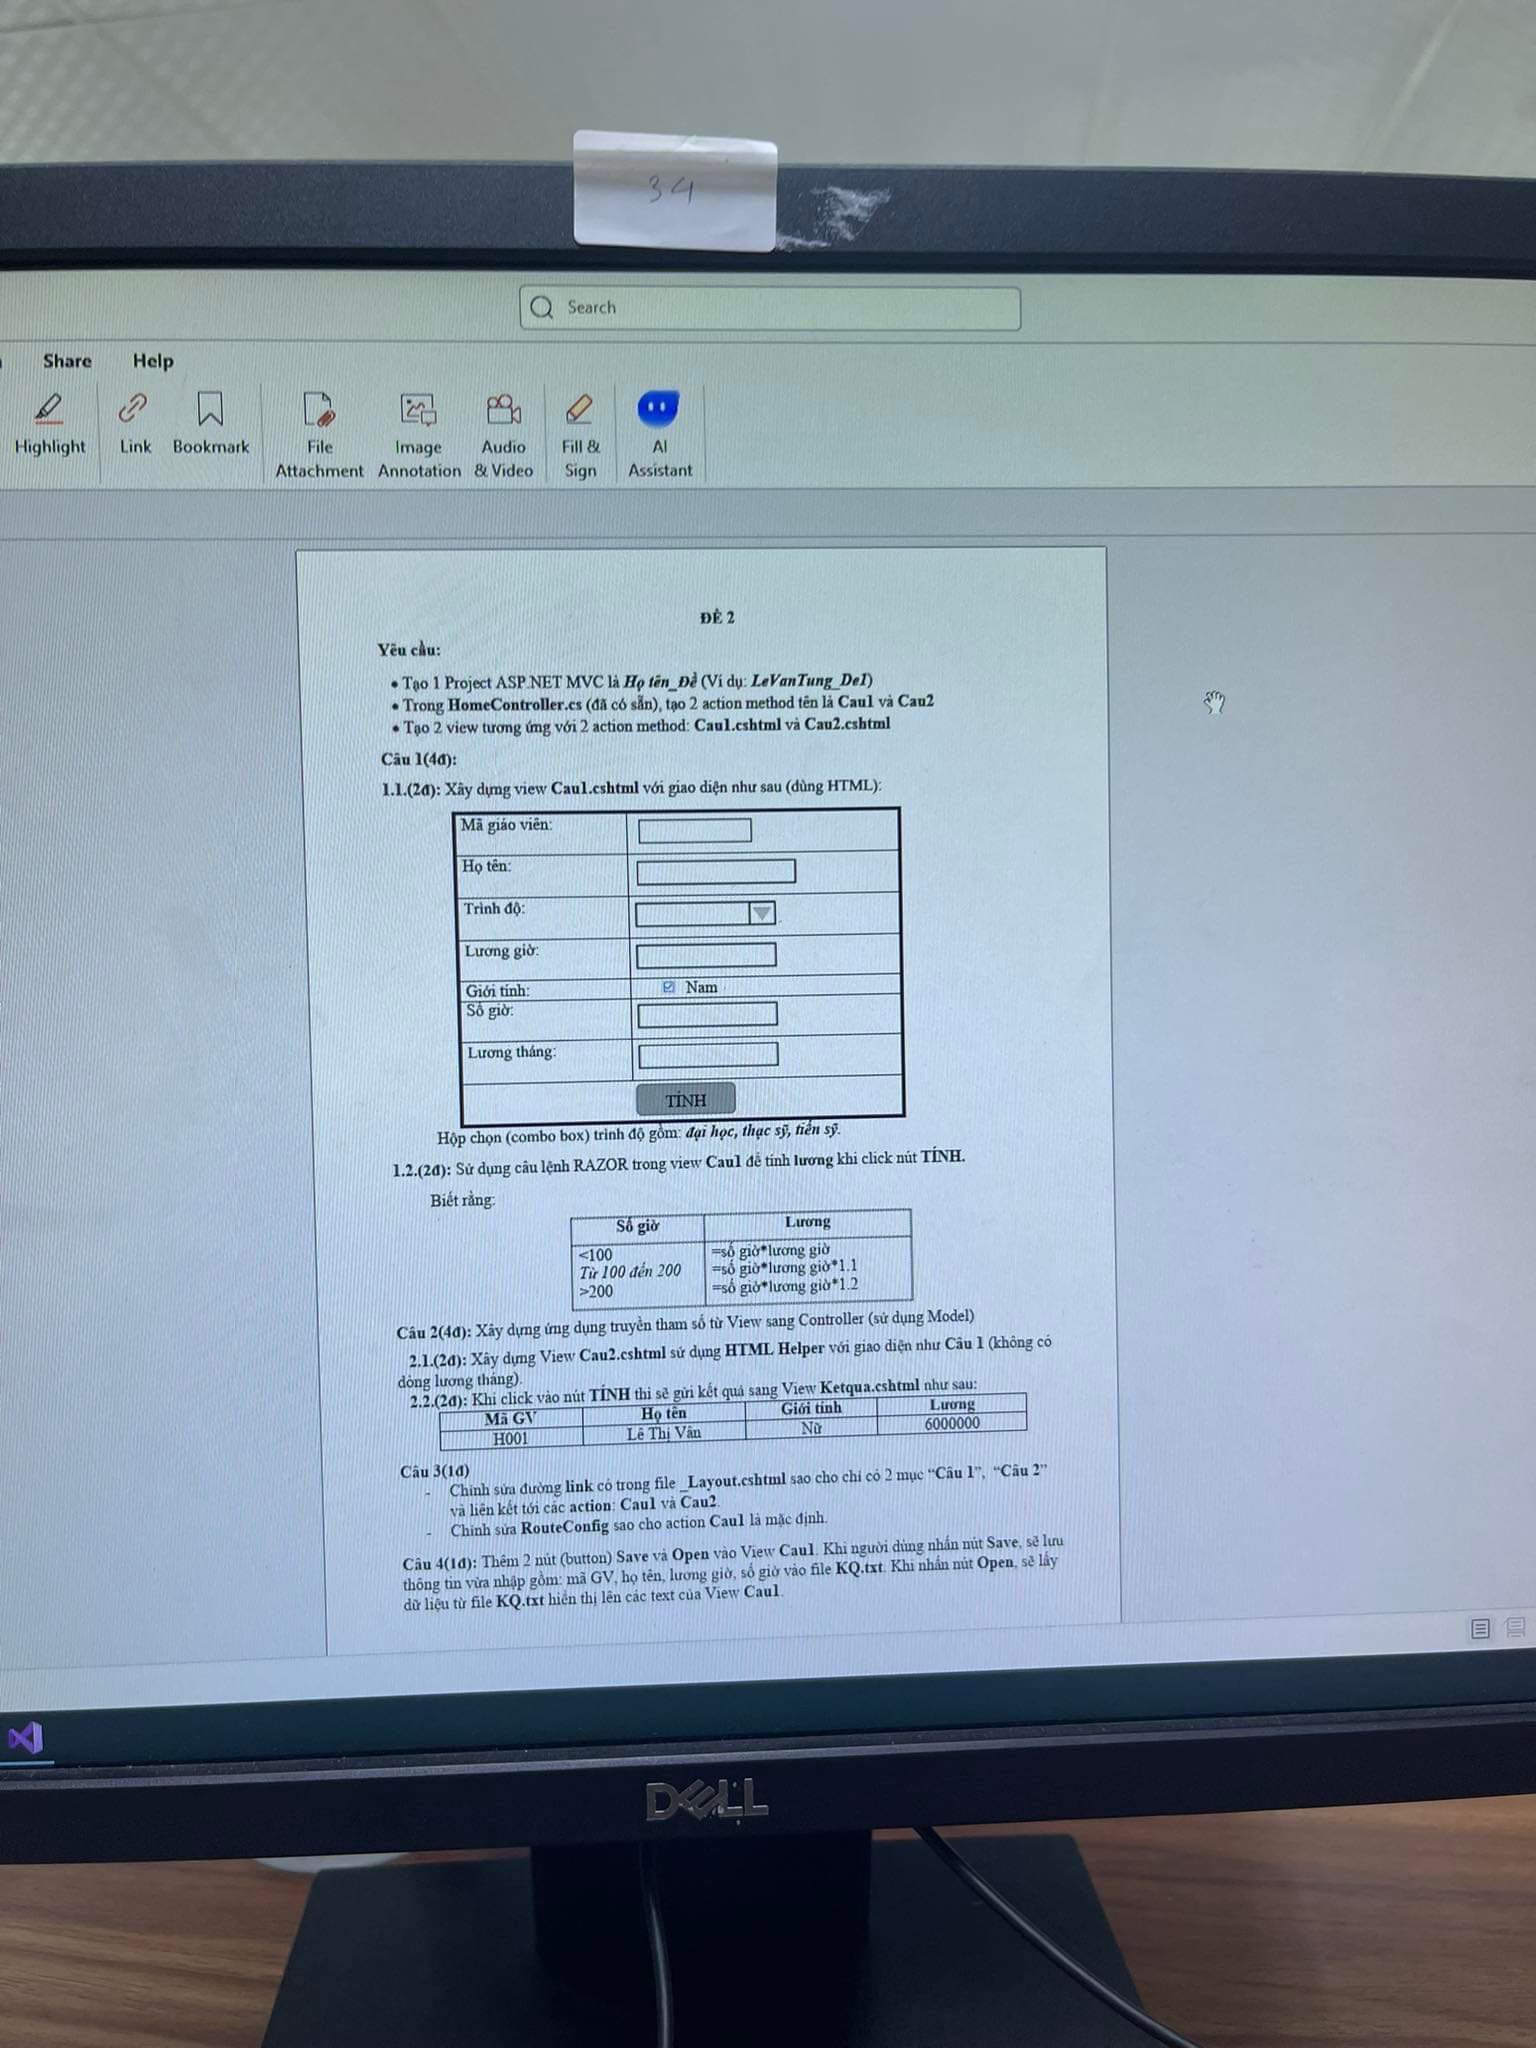 34
Search
Share Help
Highlight
Link
Bookmark
File Attachment
Image Annotation
Audio & Video
Fill & Sign
AI Assistant
ĐỀ 2
Yêu cầu:
• Tạo 1 Project ASP.NET MVC là Họ tên_Đề (Ví dụ: LeVanTung_De1)
• Trong HomeController.cs (đã có sẵn), tạo 2 action method tên là Cau1 và Cau2
• Tạo 2 view tương ứng với 2 action method: Cau1.cshtml và Cau2.cshtml
Câu 1(4đ):
1.1.(2đ): Xây dựng view Cau1.cshtml với giao diện như sau (dùng HTML):
Mã giáo viên:
Họ tên:
Trình độ:
Lương giờ:
Giới tính: Nam
Số giờ:
Lương tháng:
TÍNH
Hộp chọn (combo box) trình độ gồm: đại học, thạc sỹ, tiến sỹ.
1.2.(2đ): Sử dụng câu lệnh RAZOR trong view Cau1 để tính lương khi click nút TÍNH.
Biết rằng:
Số giờ Lương
<100 =số giờ*lương giờ
Từ 100 đến 200 =số giờ*lương giờ*1.1
>200 =số giờ*lương giờ*1.2
Câu 2(4đ): Xây dựng ứng dụng truyền tham số từ View sang Controller (sử dụng Model)
2.1.(2đ): Xây dựng View Cau2.cshtml sử dụng HTML Helper với giao diện như Câu 1 (không có
dòng lương tháng).
2.2.(2đ): Khi click vào nút TÍNH thì sẽ gửi kết quả sang View Ketqua.cshtml như sau:
Mã GV Họ tên Giới tính Lương
H001 Lê Thị Vân Nữ 6000000
Câu 3(1đ)
- Chỉnh sửa đường link có trong file _Layout.cshtml sao cho chỉ có 2 mục “Câu 1”, “Câu 2”
và liên kết tới các action: Cau1 và Cau2.
- Chỉnh sửa RouteConfig sao cho action Cau1 là mặc định.
Câu 4(1đ): Thêm 2 nút (button) Save và Open vào View Cau1. Khi người dùng nhấn nút Save, sẽ lưu
thông tin vừa nhập gồm: mã GV, họ tên, lương giờ, số giờ vào file KQ.txt. Khi nhấn nút Open, sẽ lấy
dữ liệu từ file KQ.txt hiển thị lên các text của View Cau1.
DELL